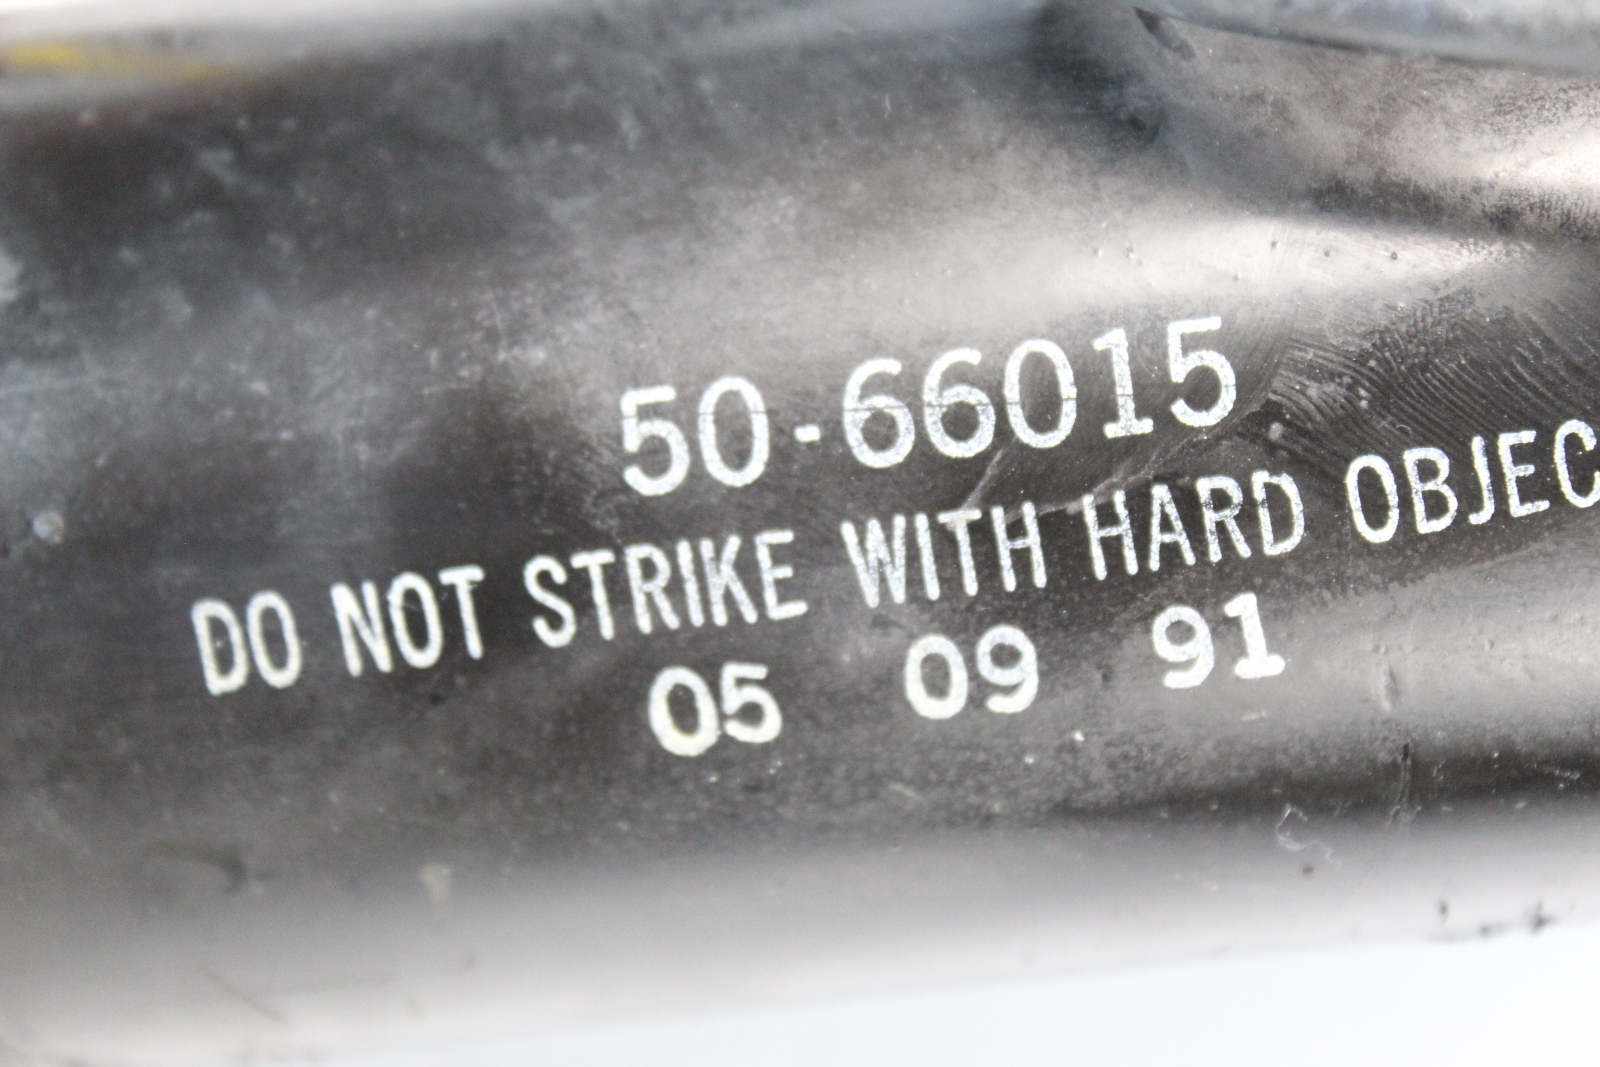 50-66015
DO NOT STRIKE WITH HARD OBJEC
05 09 91